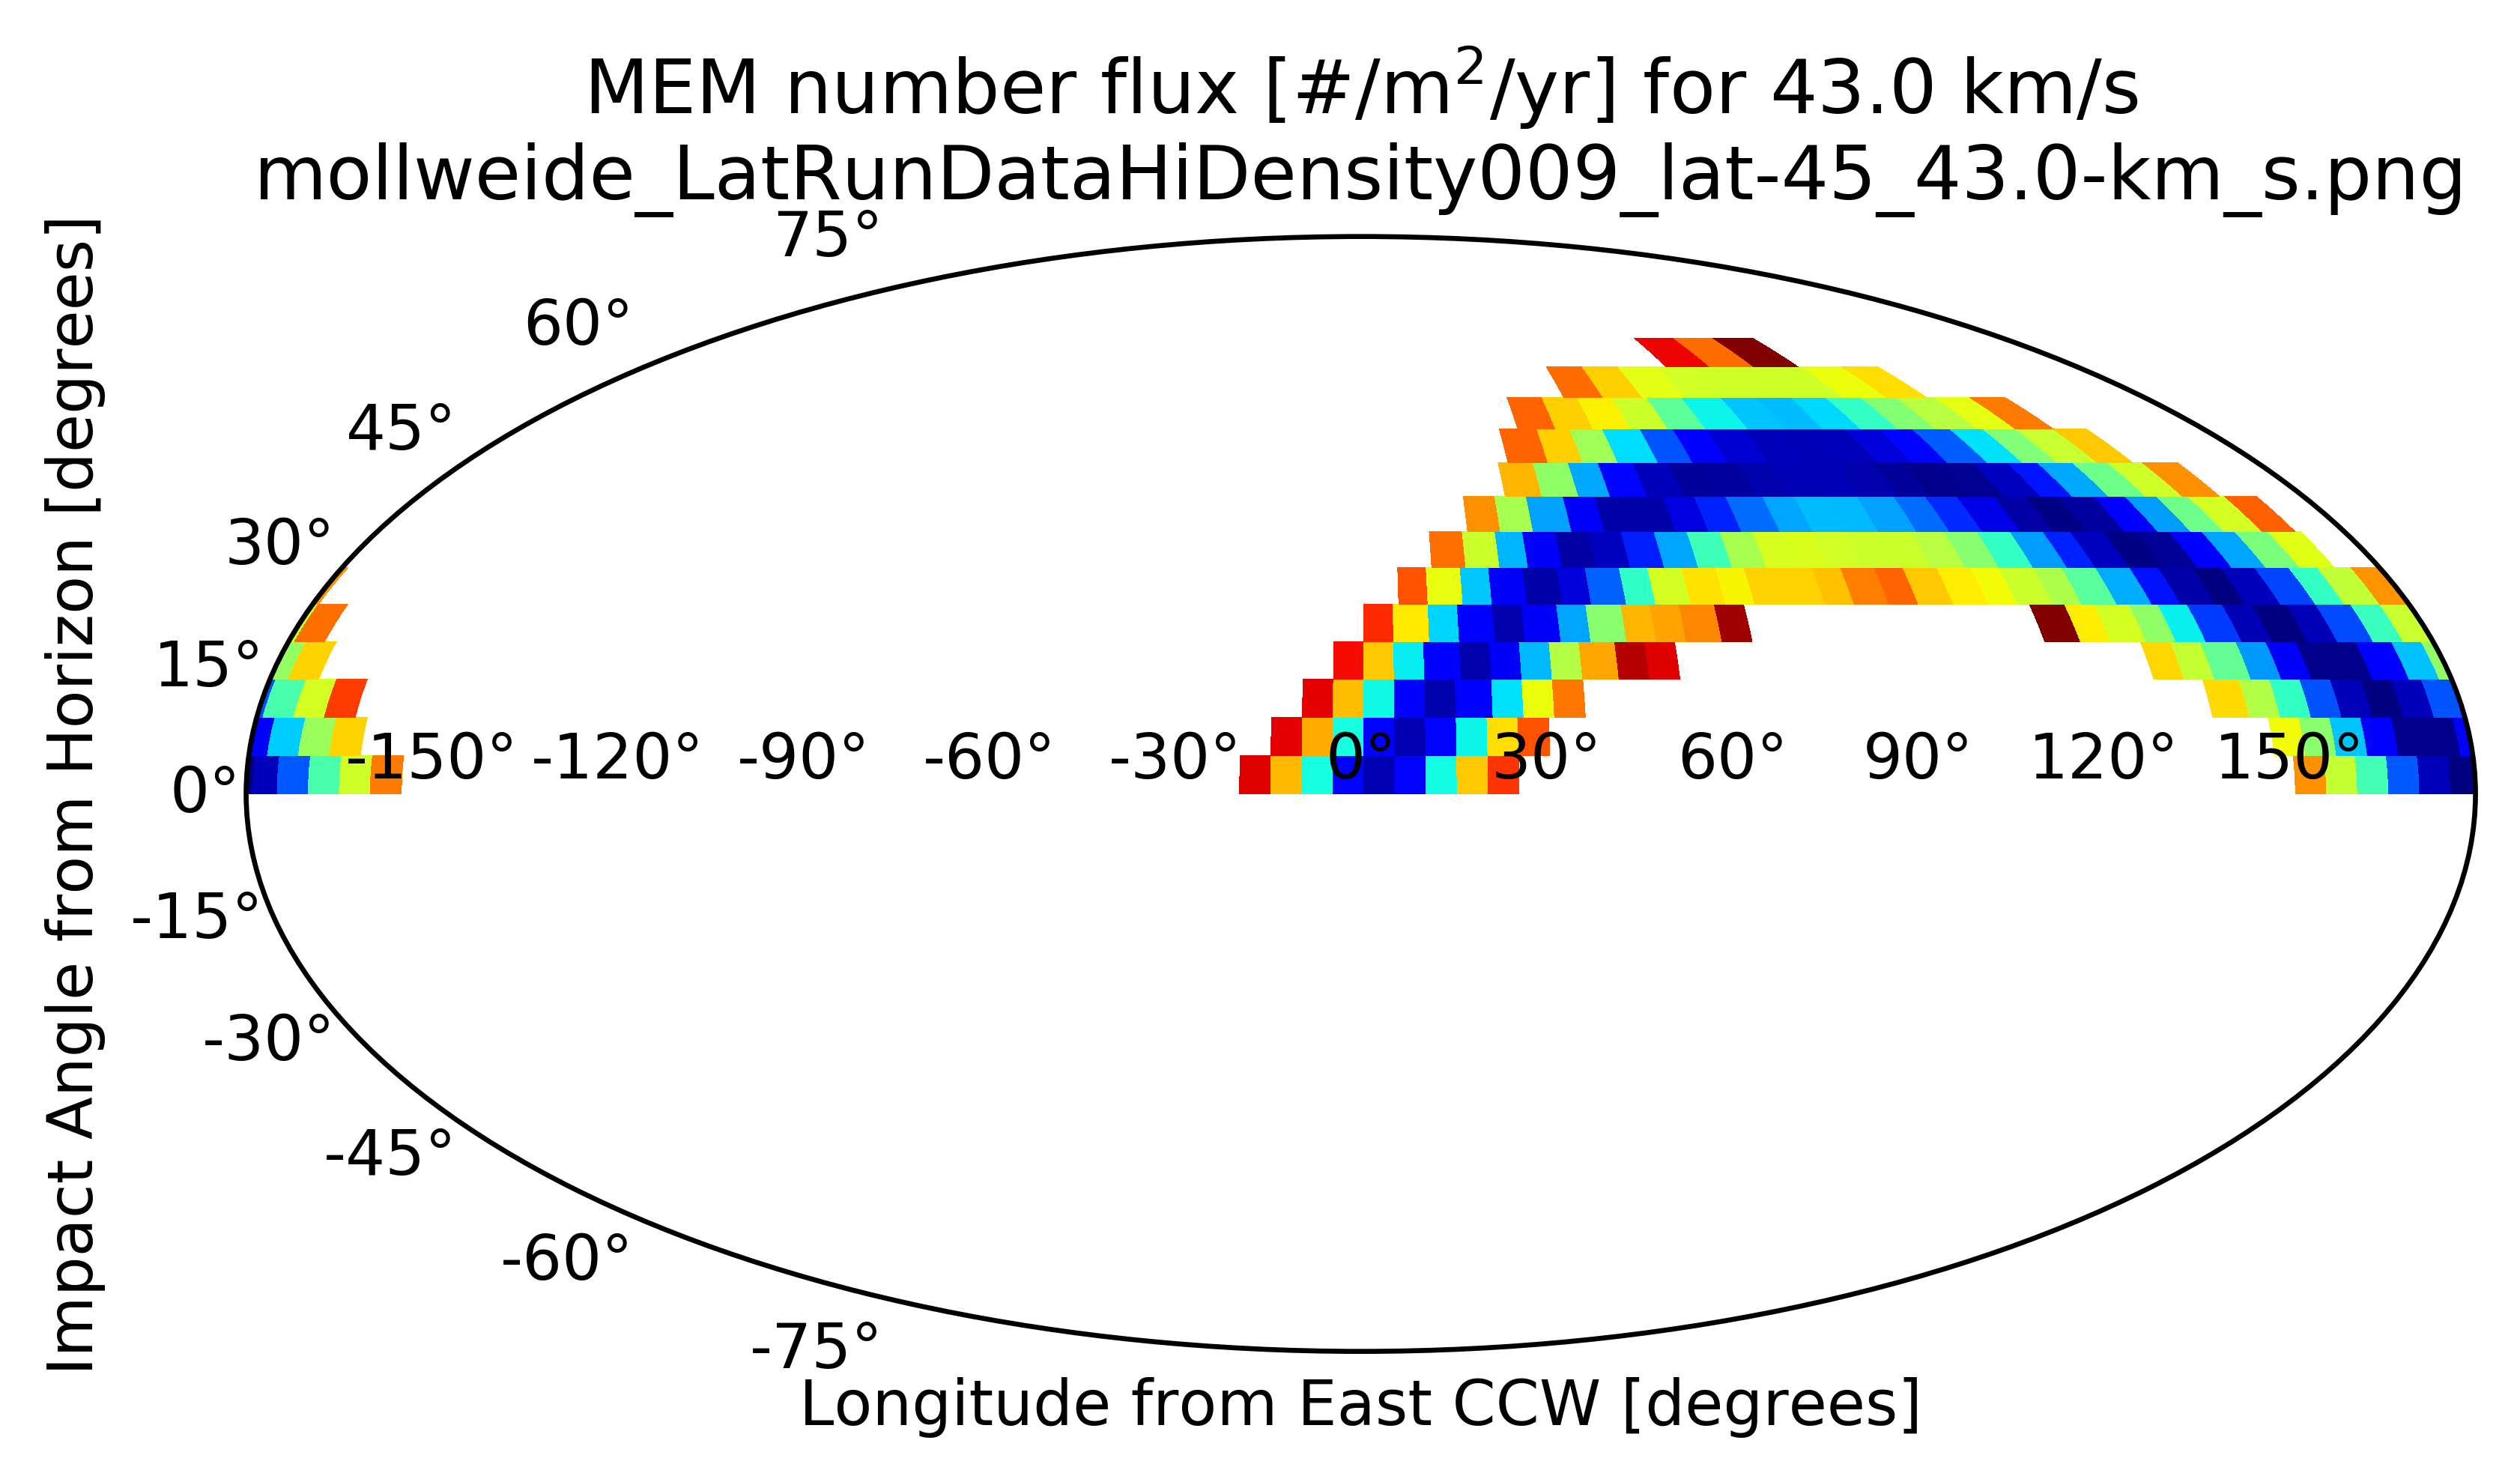 MEM number flux [#/m²/yr] for 43.0 km/s
mollweide_LatRunDataHiDensity009_lat-45_43.0-km_s.png
75°
60°
45°
30°
15°
0°
-15°
-30°
-45°
-60°
-75°
-150° -120° -90° -60° -30° 0° 30° 60° 90° 120° 150°
Impact Angle from Horizon [degrees]
Longitude from East CCW [degrees]